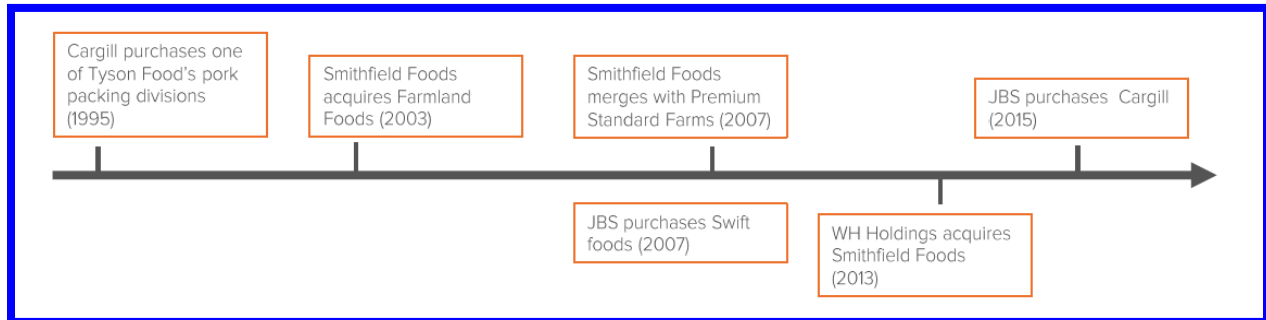 Cargill purchases one
of Tyson Food's pork
packing divisions
(1995)
Smithfield Foods
acquires Farmland
Foods (2003)
Smithfield Foods
merges with Premium
Standard Farms (2007)
JBS purchases Swift
foods (2007)
WH Holdings acquires
Smithfield Foods
(2013)
JBS purchases  Cargill
(2015)